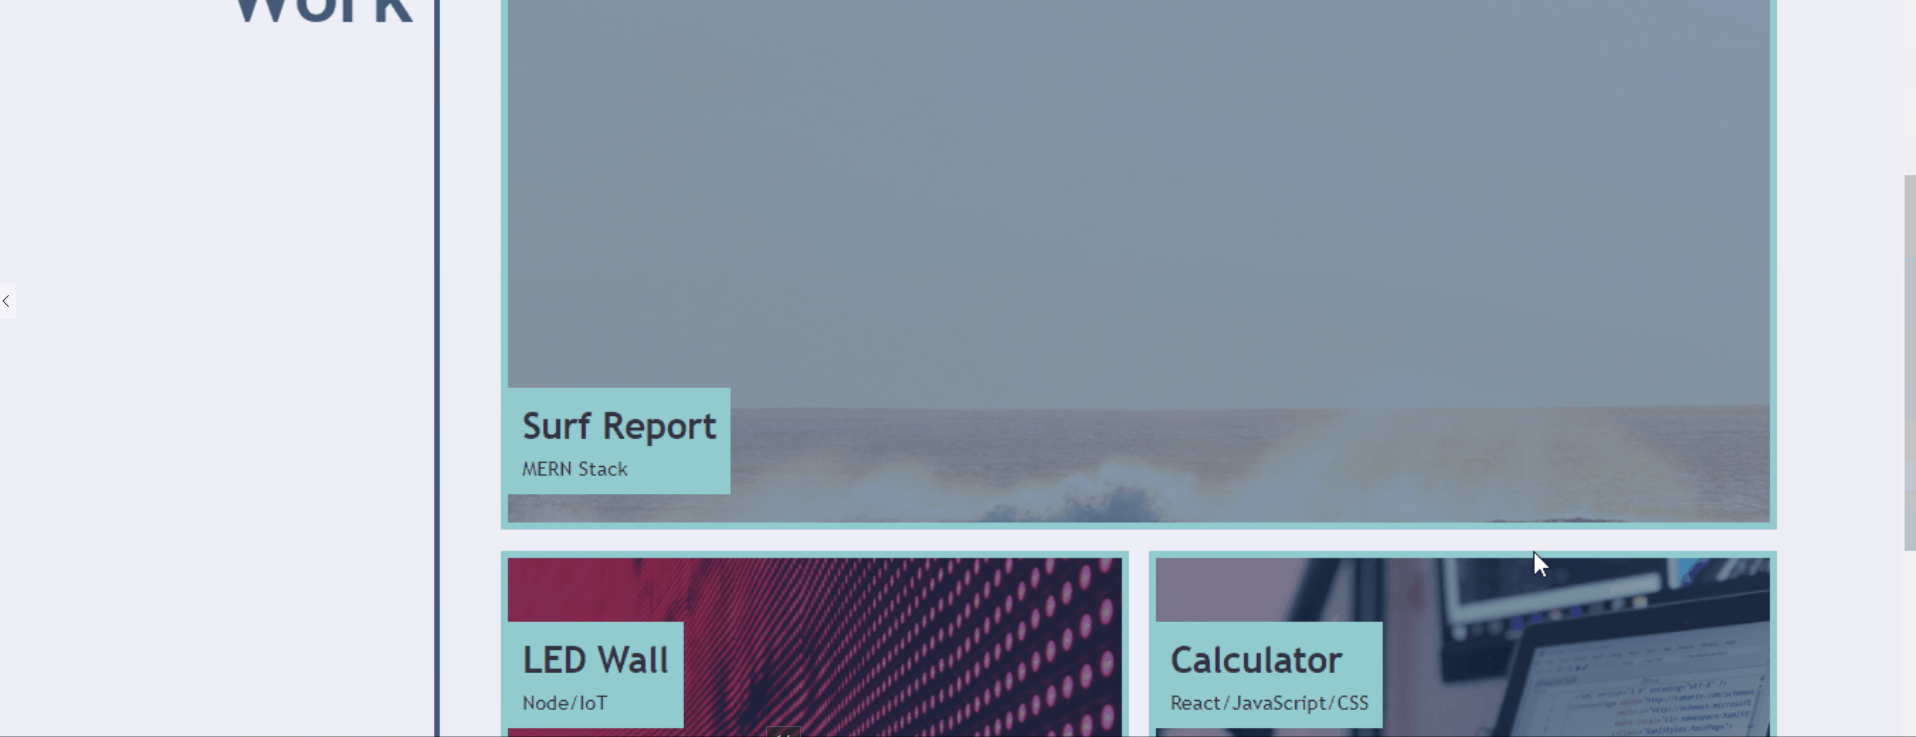 Work
Surf Report
MERN Stack
LED Wall
Node/IoT
Calculator
React/JavaScript/CSS